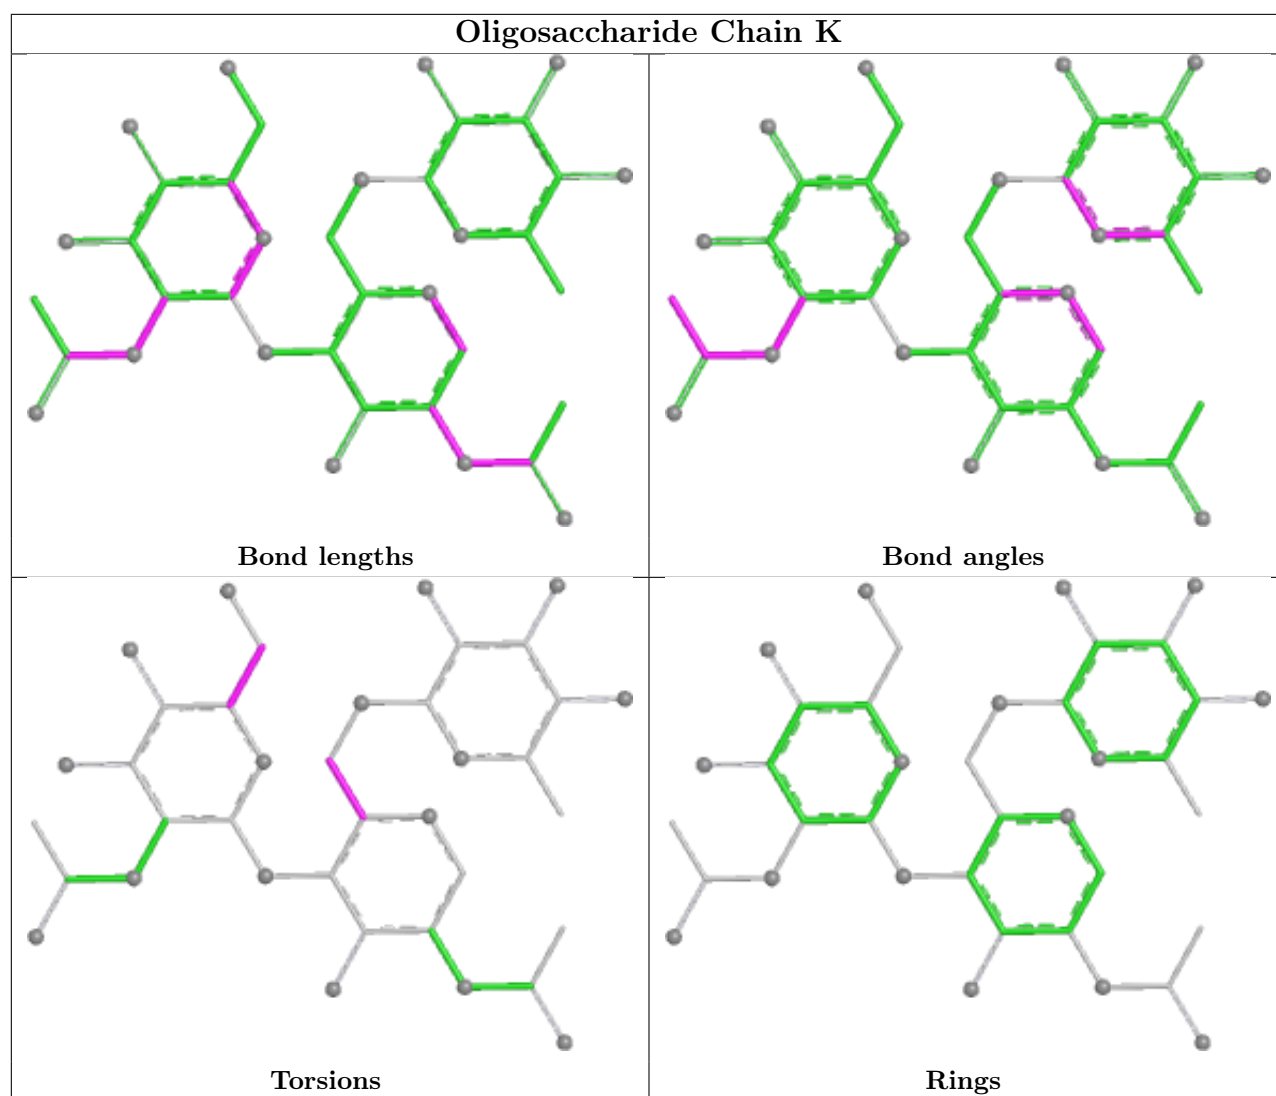 Oligosaccharide Chain K
Bond lengths
Bond angles
Torsions
Rings